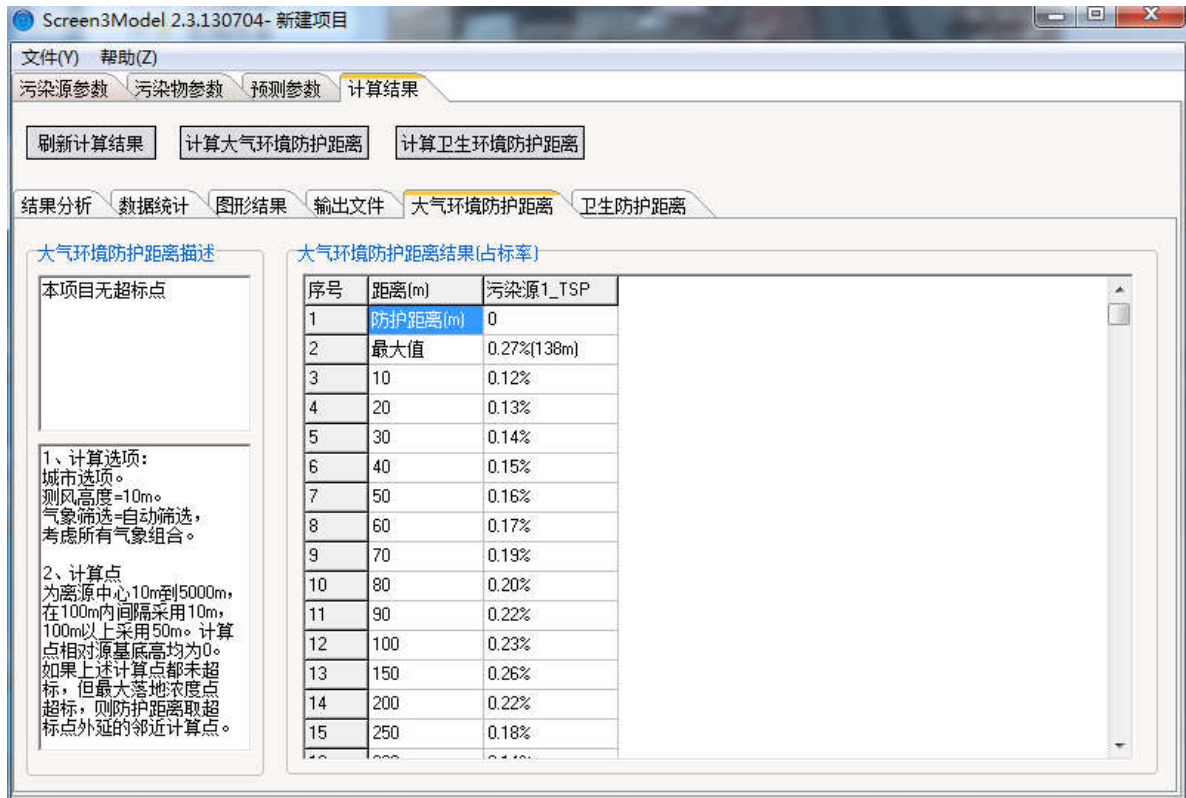 Screen3Model 2.3.130704- 新建项目
文件(Y) 帮助(Z)
污染源参数 污染物参数 预测参数 计算结果
刷新计算结果 计算大气环境防护距离 计算卫生环境防护距离
结果分析 数据统计 图形结果 输出文件 大气环境防护距离 卫生防护距离
大气环境防护距离描述
本项目无超标点
1、计算选项:
城市选项。
测风高度=10m。
气象筛选=自动筛选,
考虑所有气象组合。
2、计算点
为离源中心10m到5000m,
在100m内间隔采用10m,
100m以上采用50m。计算
点相对源基底高均为0。
如果上述计算点都未超
标,但最大落地浓度点
超标,则防护距离取超
标点外延的邻近计算点。
大气环境防护距离结果(占标率)
序号 距离(m) 污染源1_TSP
1 防护距离(m) 0
2 最大值 0.27%(138m)
3 10 0.12%
4 20 0.13%
5 30 0.14%
6 40 0.15%
7 50 0.16%
8 60 0.17%
9 70 0.19%
10 80 0.20%
11 90 0.22%
12 100 0.23%
13 150 0.26%
14 200 0.22%
15 250 0.18%